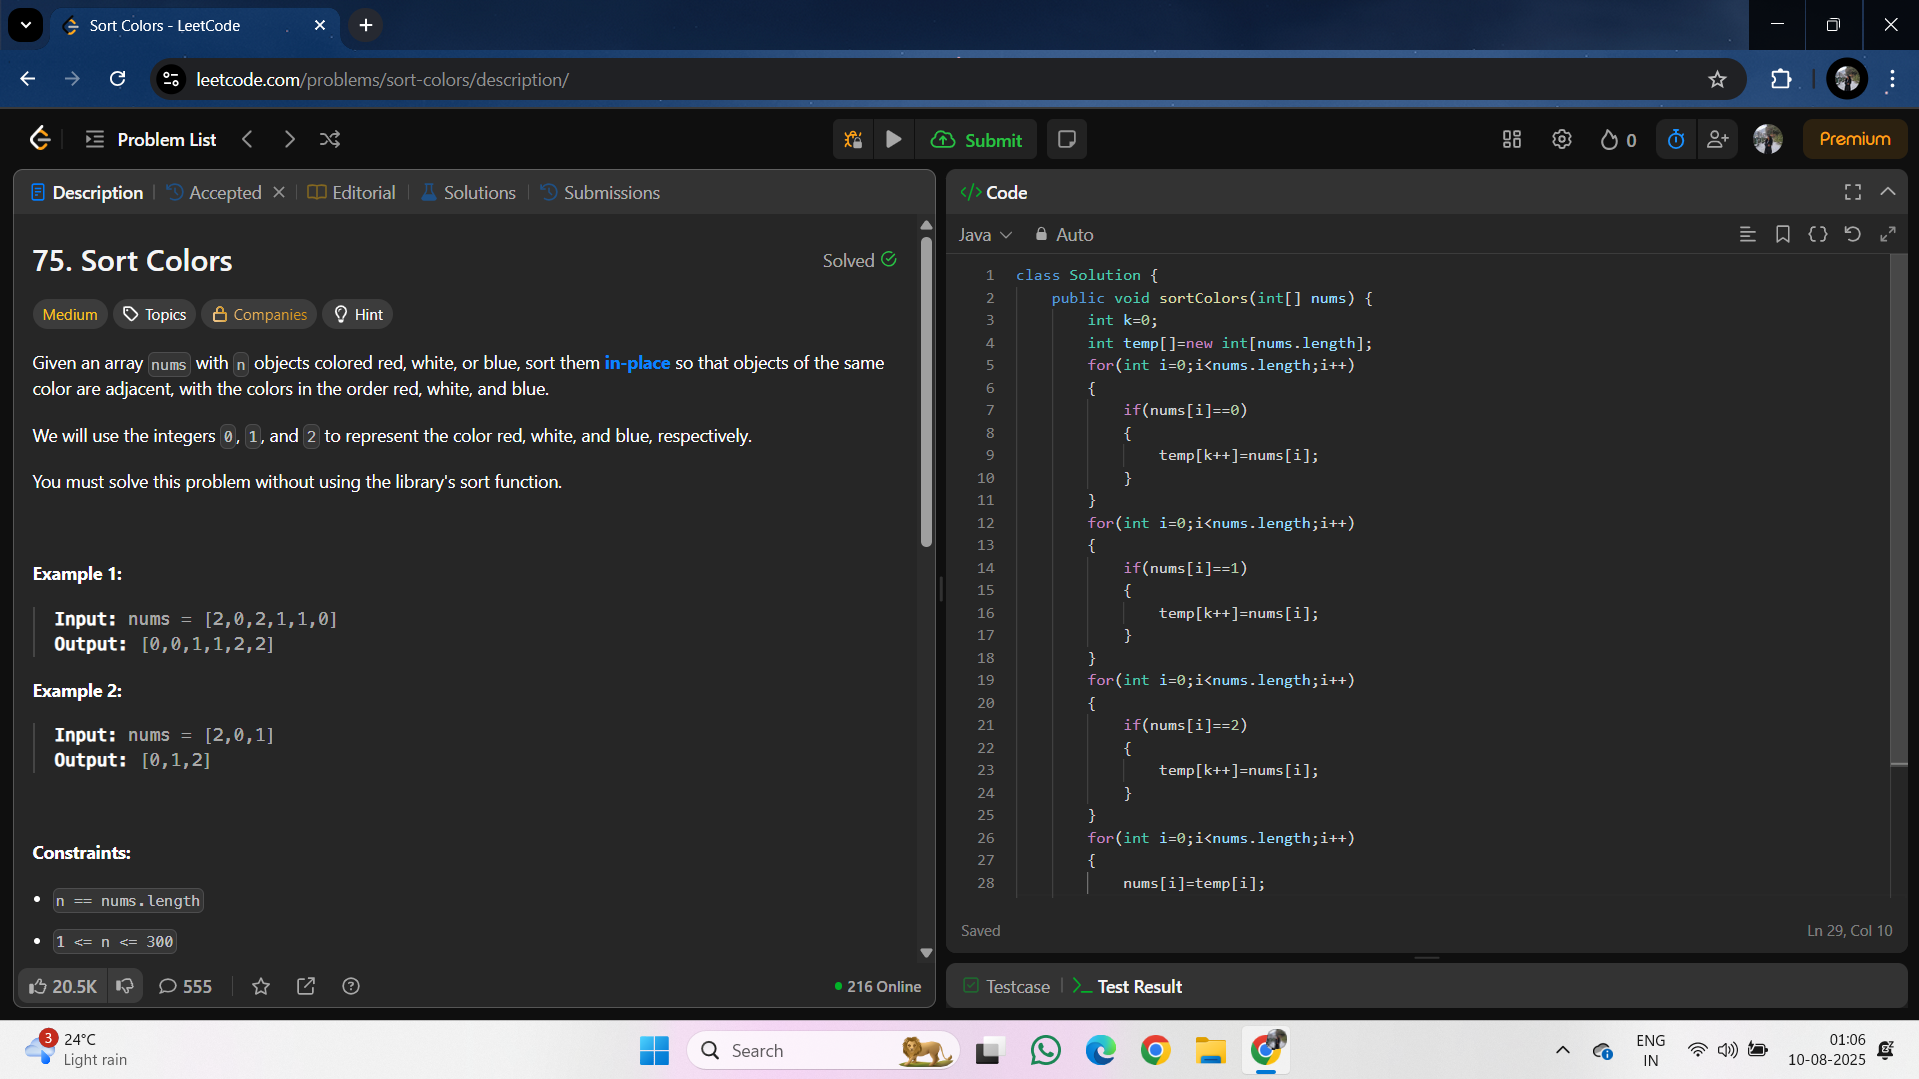 Sort Colors - LeetCode
leetcode.com/problems/sort-colors/description/
Problem List
Submit
0
Premium
Description
Accepted
Editorial
Solutions
Submissions
75. Sort Colors
Solved
Medium
Topics
Companies
Hint
Given an array nums with n objects colored red, white, or blue, sort them in-place so that objects of the same
color are adjacent, with the colors in the order red, white, and blue.
We will use the integers 0, 1, and 2 to represent the color red, white, and blue, respectively.
You must solve this problem without using the library's sort function.
Example 1:
Input: nums = [2,0,2,1,1,0]
Output: [0,0,1,1,2,2]
Example 2:
Input: nums = [2,0,1]
Output: [0,1,2]
Constraints:
• n == nums.length
• 1 <= n <= 300
20.5K
555
216 Online
</> Code
Java
Auto
1 class Solution {
2 public void sortColors(int[] nums) {
3 int k=0;
4 int temp[]=new int[nums.length];
5 for(int i=0;i<nums.length;i++)
6 {
7 if(nums[i]==0)
8 {
9 temp[k++]=nums[i];
10 }
11 }
12 for(int i=0;i<nums.length;i++)
13 {
14 if(nums[i]==1)
15 {
16 temp[k++]=nums[i];
17 }
18 }
19 for(int i=0;i<nums.length;i++)
20 {
21 if(nums[i]==2)
22 {
23 temp[k++]=nums[i];
24 }
25 }
26 for(int i=0;i<nums.length;i++)
27 {
28 nums[i]=temp[i];
Saved
Ln 29, Col 10
Testcase
Test Result
3
24°C
Light rain
Search
ENG
IN
01:06
10-08-2025